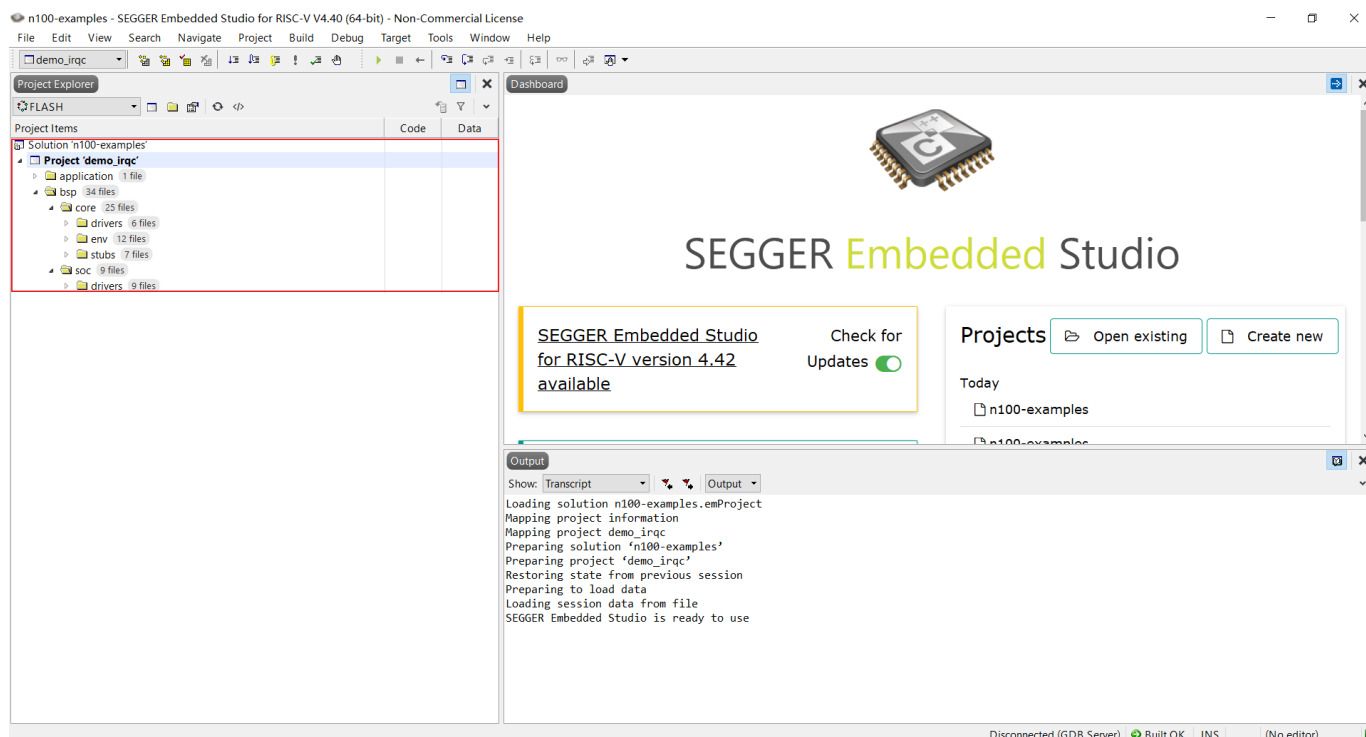 n100-examples - SEGGER Embedded Studio for RISC-V V4.40 (64-bit) - Non-Commercial License
File Edit View Search Navigate Project Build Debug Target Tools Window Help
demo_irqc
Project Explorer
FLASH
Project Items Code Data
Solution 'n100-examples'
Project 'demo_irqc'
application 1 file
bsp 34 files
core 25 files
drivers 6 files
env 12 files
stubs 7 files
soc 9 files
drivers 9 files
Dashboard
SEGGER Embedded Studio
SEGGER Embedded Studio
for RISC-V version 4.42
available
Check for
Updates
Projects Open existing Create new
Today
n100-examples
n100-examples
Output
Show: Transcript Output
Loading solution n100-examples.emProject
Mapping project information
Mapping project demo_irqc
Preparing solution ‘n100-examples’
Preparing project ‘demo_irqc’
Restoring state from previous session
Preparing to load data
Loading session data from file
SEGGER Embedded Studio is ready to use
Disconnected (GDB Server) Built OK INS (No editor)